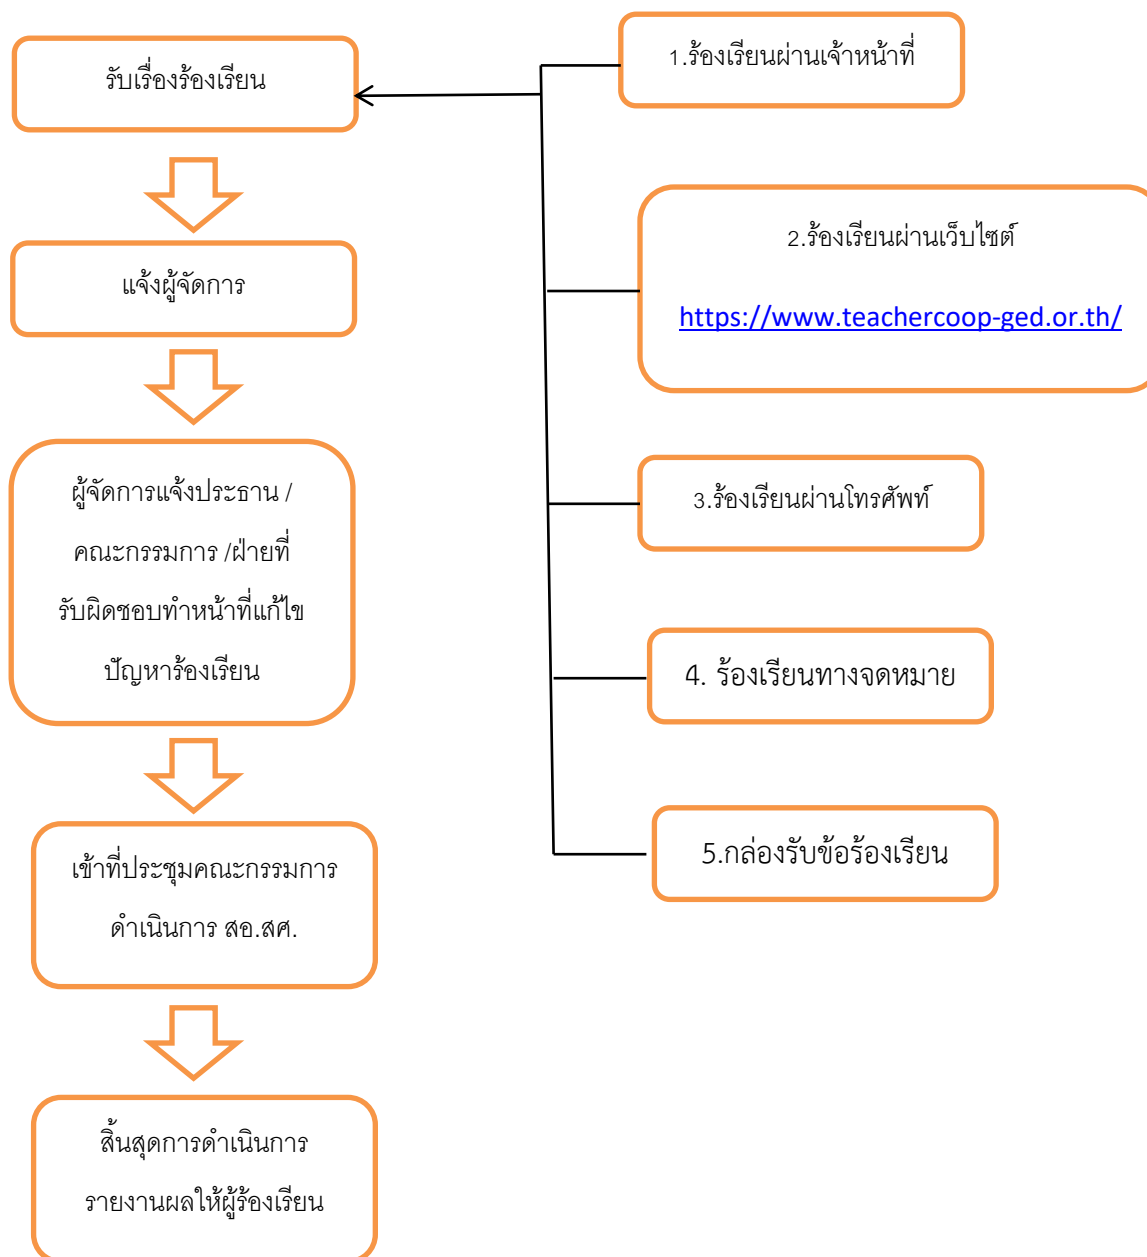 รับเรื่องร้องเรียน
แจ้งผู้จัดการ
ผู้จัดการแจ้งประธาน /
คณะกรรมการ /ฝ่ายที่
รับผิดชอบทำหน้าที่แก้ไข
ปัญหาร้องเรียน
เข้าที่ประชุมคณะกรรมการ
ดำเนินการ สอ.สศ.
สิ้นสุดการดำเนินการ
รายงานผลให้ผู้ร้องเรียน
1.ร้องเรียนผ่านเจ้าหน้าที่
2.ร้องเรียนผ่านเว็บไซต์
https://www.teachercoop-ged.or.th/
3.ร้องเรียนผ่านโทรศัพท์
4. ร้องเรียนทางจดหมาย
5.กล่องรับข้อร้องเรียน